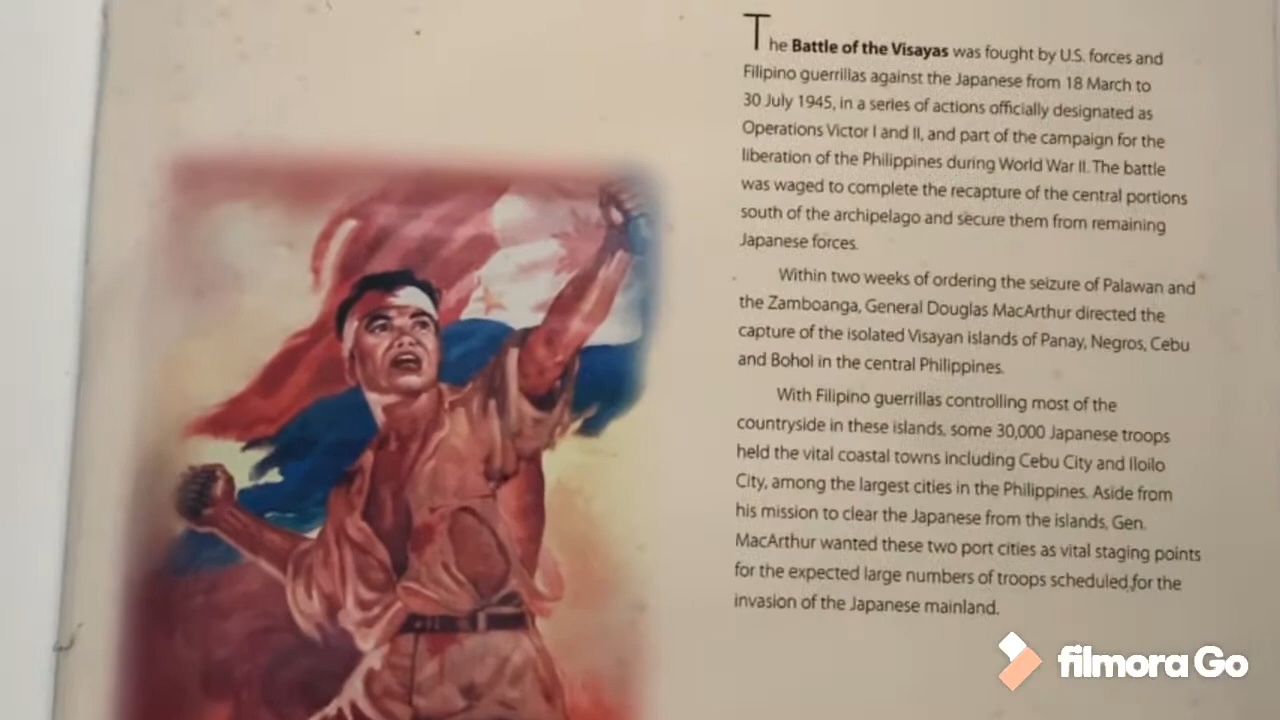 The Battle of the Visayas was fought by U.S. forces and
Filipino guerrillas against the Japanese from 18 March to
30 July 1945, in a series of actions officially designated as
Operations Victor I and II, and part of the campaign for the
liberation of the Philippines during World War II. The battle
was waged to complete the recapture of the central portions
south of the archipelago and secure them from remaining
Japanese forces.
Within two weeks of ordering the seizure of Palawan and
the Zamboanga, General Douglas MacArthur directed the
capture of the isolated Visayan islands of Panay, Negros, Cebu
and Bohol in the central Philippines.
With Filipino guerrillas controlling most of the
countryside in these islands, some 30,000 Japanese troops
held the vital coastal towns including Cebu City and Iloilo
City, among the largest cities in the Philippines. Aside from
his mission to clear the Japanese from the islands, Gen.
MacArthur wanted these two port cities as vital staging points
for the expected large numbers of troops scheduled for the
invasion of the Japanese mainland.
filmora Go